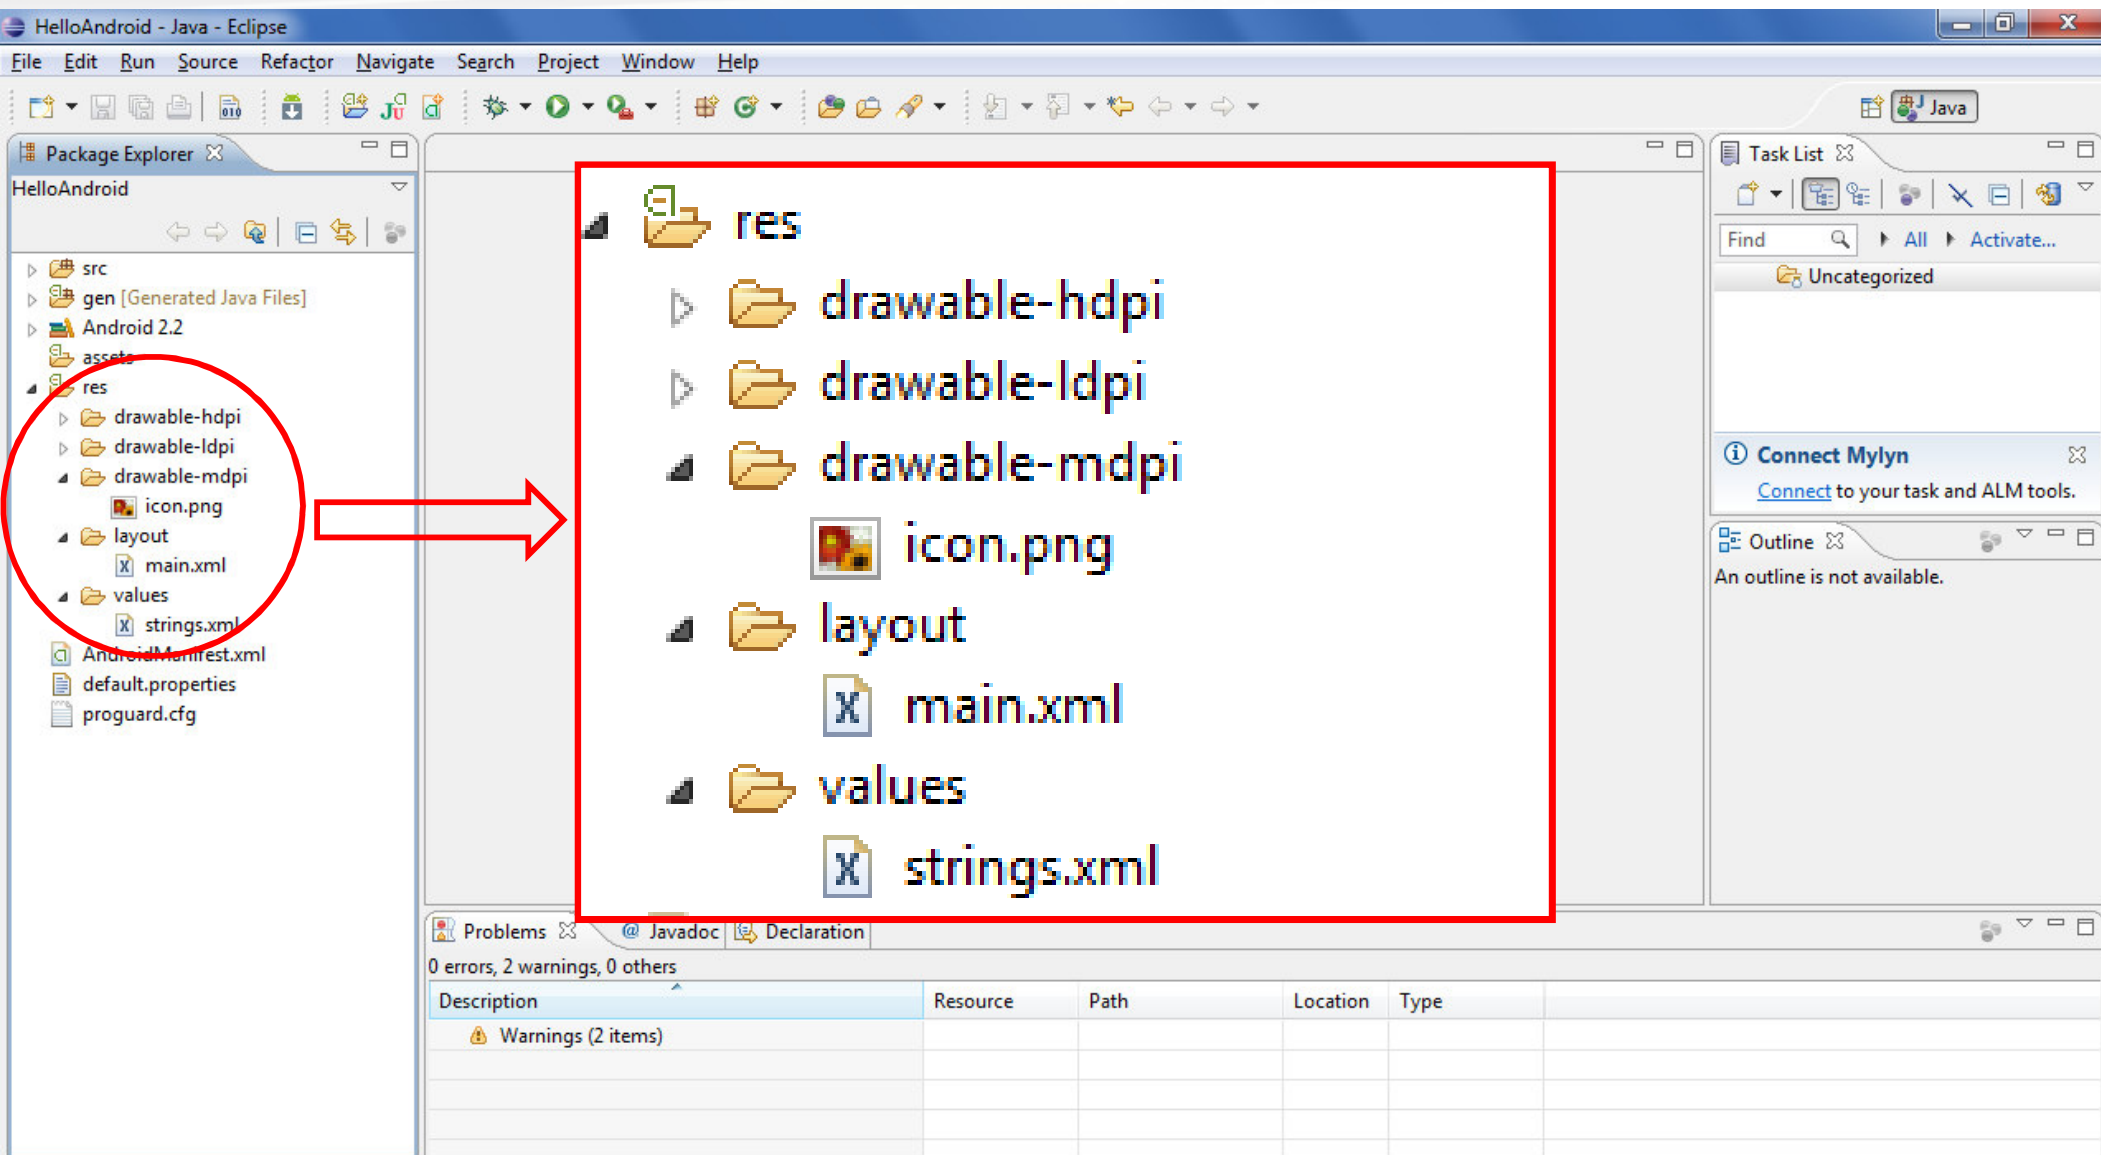 HelloAndroid - Java - Eclipse
File Edit Run Source Refactor Navigate Search Project Window Help
Java
Package Explorer
HelloAndroid
src
gen [Generated Java Files]
Android 2.2
assets
res
drawable-hdpi
drawable-ldpi
drawable-mdpi
icon.png
layout
main.xml
values
strings.xml
AndroidManifest.xml
default.properties
proguard.cfg
res
drawable-hdpi
drawable-ldpi
drawable-mdpi
icon.png
layout
main.xml
values
strings.xml
Task List
Find All Activate...
Uncategorized
Connect Mylyn
Connect to your task and ALM tools.
Outline
An outline is not available.
Problems @ Javadoc Declaration
0 errors, 2 warnings, 0 others
Description Resource Path Location Type
Warnings (2 items)